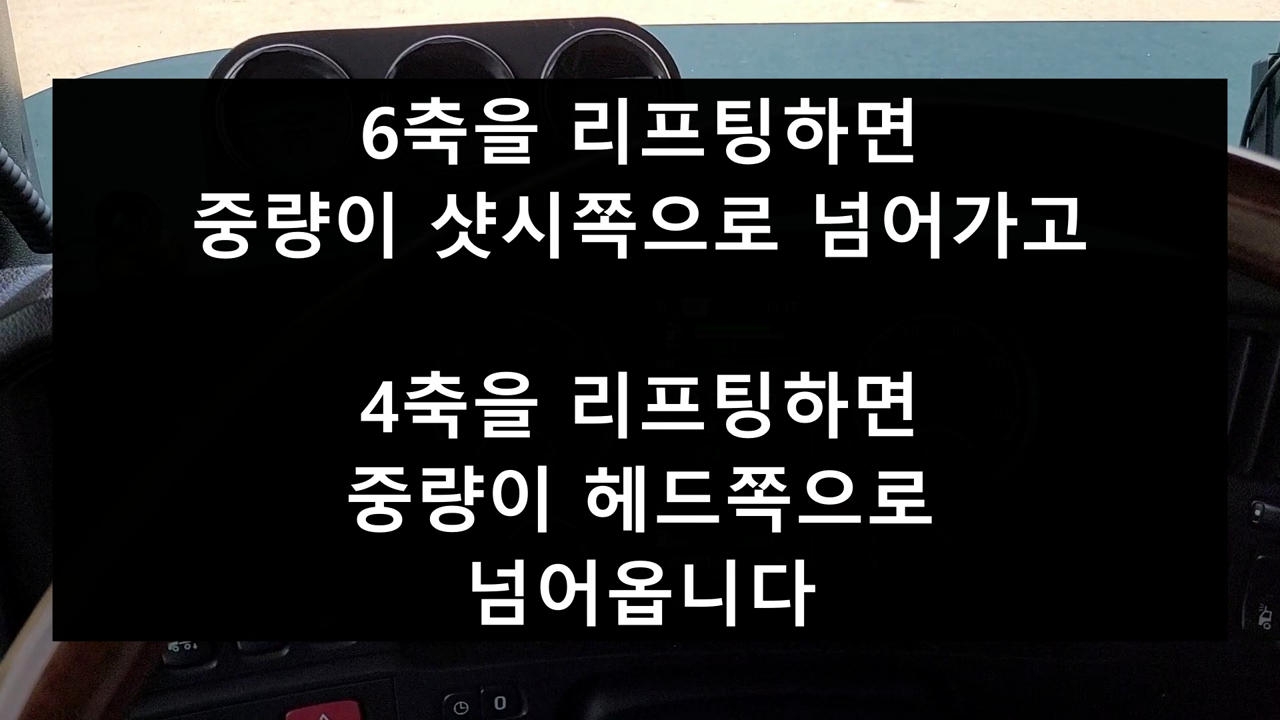 6축을 리프팅하면
중량이 샷시쪽으로 넘어가고
4축을 리프팅하면
중량이 헤드쪽으로
넘어옵니다
0